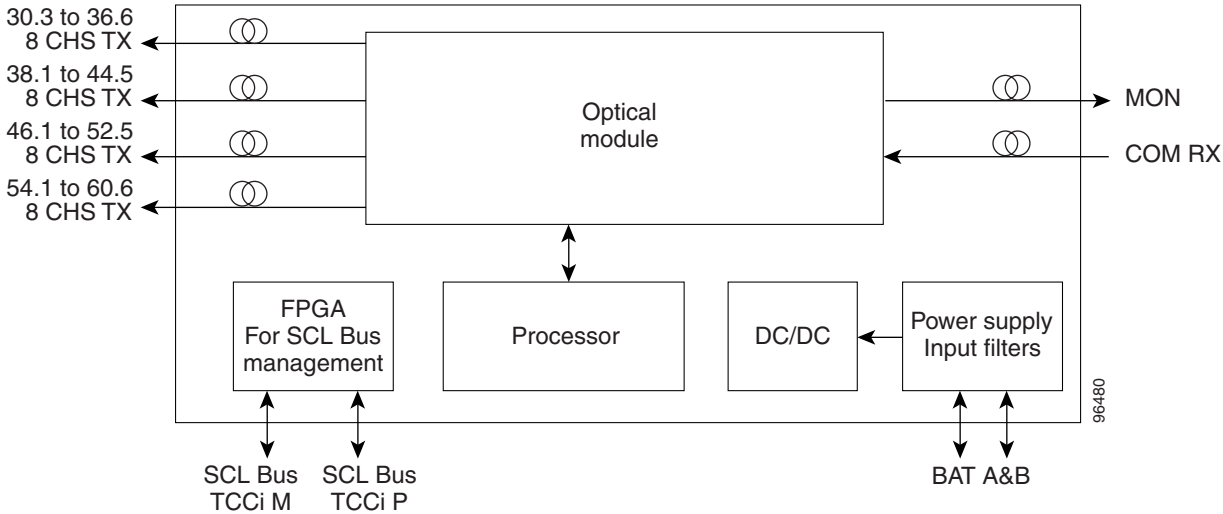 30.3 to 36.6
8 CHS TX
38.1 to 44.5
8 CHS TX
46.1 to 52.5
8 CHS TX
54.1 to 60.6
8 CHS TX
Optical
module
MON
COM RX
FPGA
For SCL Bus
management
Processor
DC/DC
Power supply
Input filters
96480
SCL Bus
TCCi M
SCL Bus
TCCi P
BAT A&B